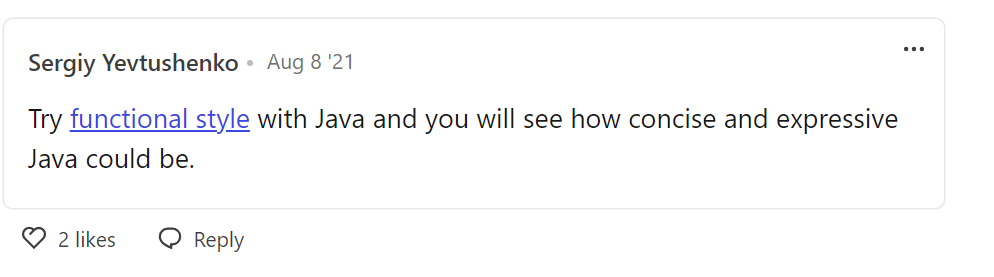 Sergiy Yevtushenko • Aug 8 '21
Try functional style with Java and you will see how concise and expressive
Java could be.
2 likes Reply